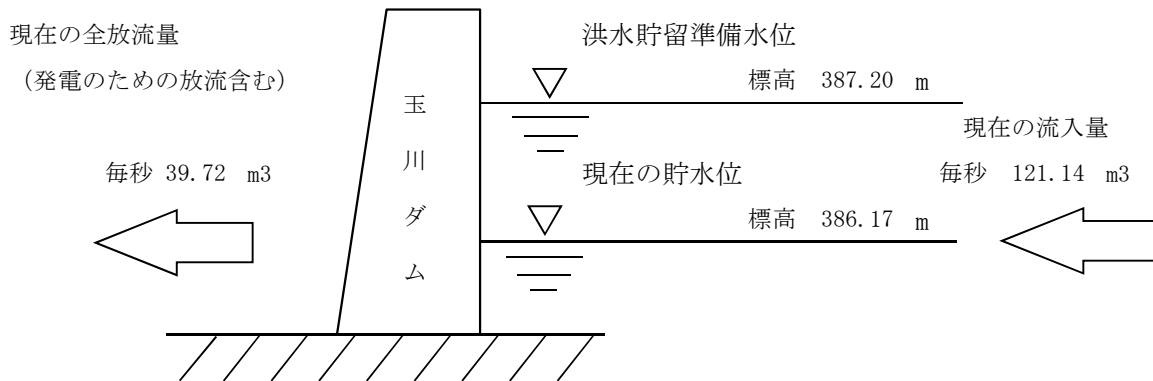 現在の全放流量
（発電のための放流含む）
毎秒 39.72 m3
玉川ダム
洪水貯留準備水位
標高 387.20 m
現在の貯水位
標高 386.17 m
現在の流入量
毎秒 121.14 m3